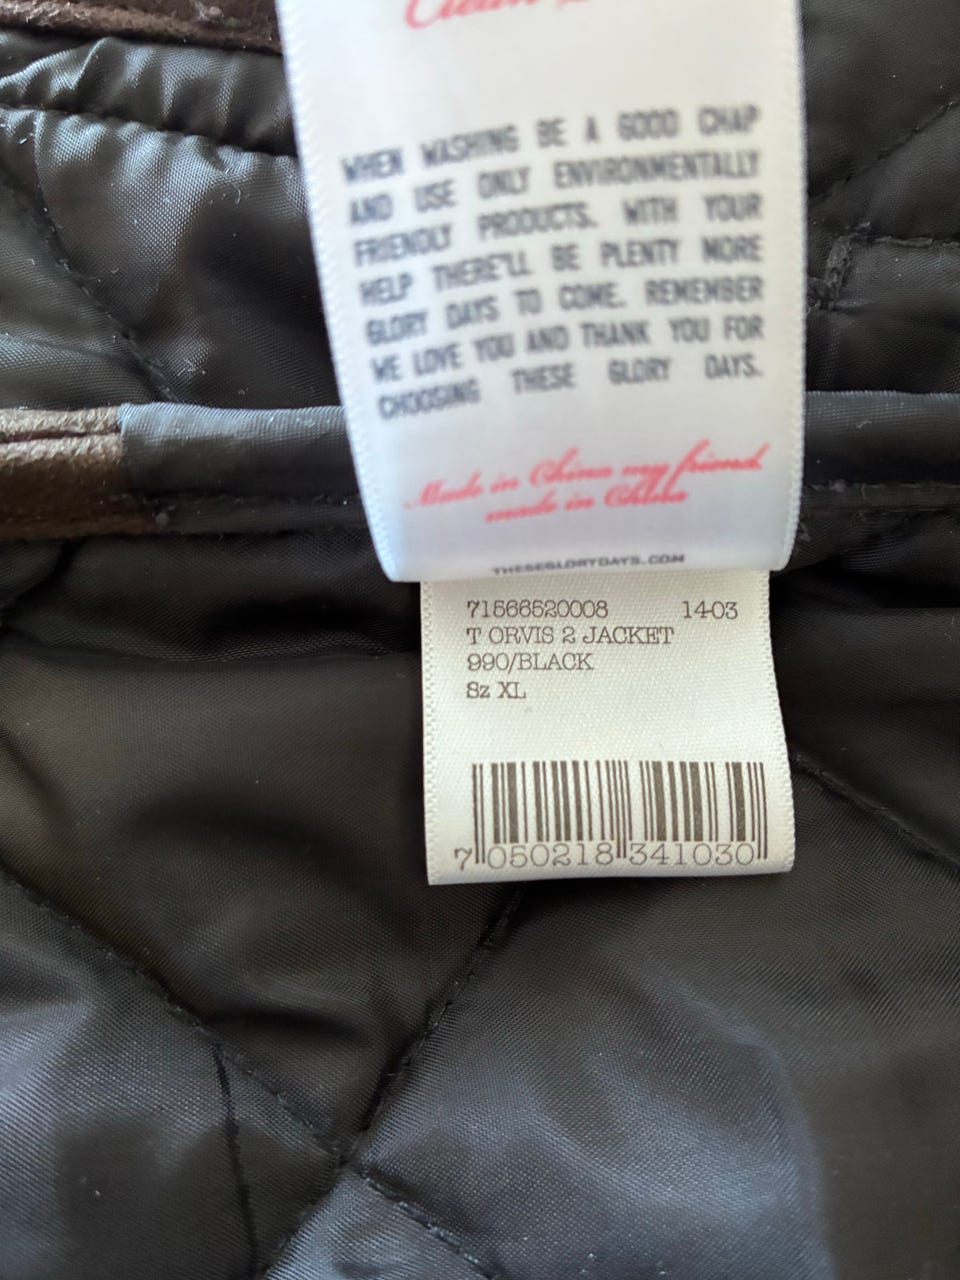 Clean
WHEN WASHING BE A GOOD CHAP
AND USE ONLY ENVIRONMENTALLY
FRIENDLY PRODUCTS. WITH YOUR
HELP THERE'LL BE PLENTY MORE
GLORY DAYS TO COME. REMEMBER
WE LOVE YOU AND THANK YOU FOR
CHOOSING THESE GLORY DAYS.
Made in China my friend
made in China
THESEGLORYDAYS.COM
71566520008 14-03
T ORVIS 2 JACKET
990/BLACK
Sz XL
7 050218 341030